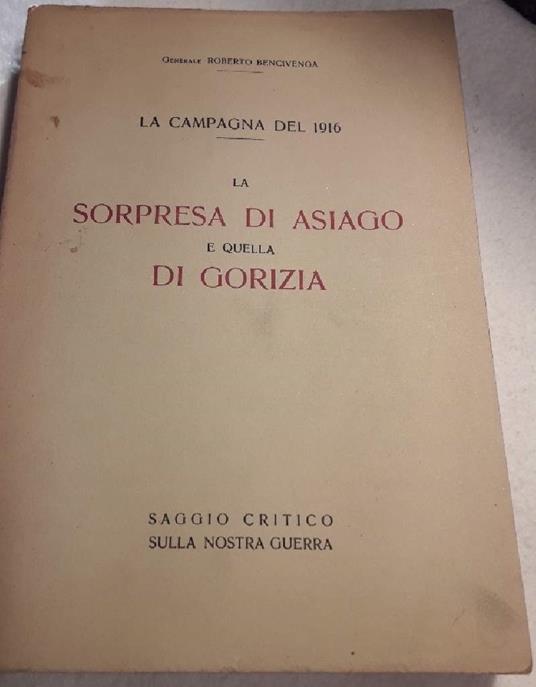 GENERALE ROBERTO BENCIVENGA
LA CAMPAGNA DEL 1916
LA
SORPRESA DI ASIAGO
E QUELLA
DI GORIZIA
SAGGIO CRITICO
SULLA NOSTRA GUERRA